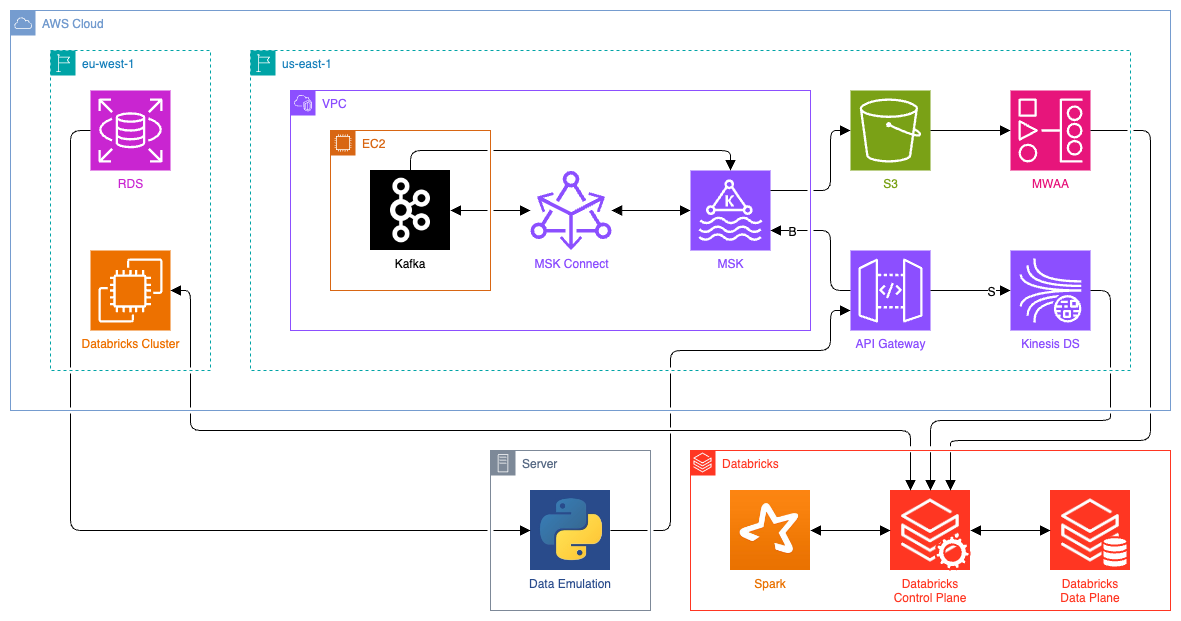 AWS Cloud
eu-west-1
us-east-1
RDS
VPC
EC2
Kafka
MSK Connect
K
MSK
S3
MWAA
B
S
</>
Databricks Cluster
API Gateway
Kinesis DS
Server
Data Emulation
Databricks
Spark
Databricks
Control Plane
Databricks
Data Plane